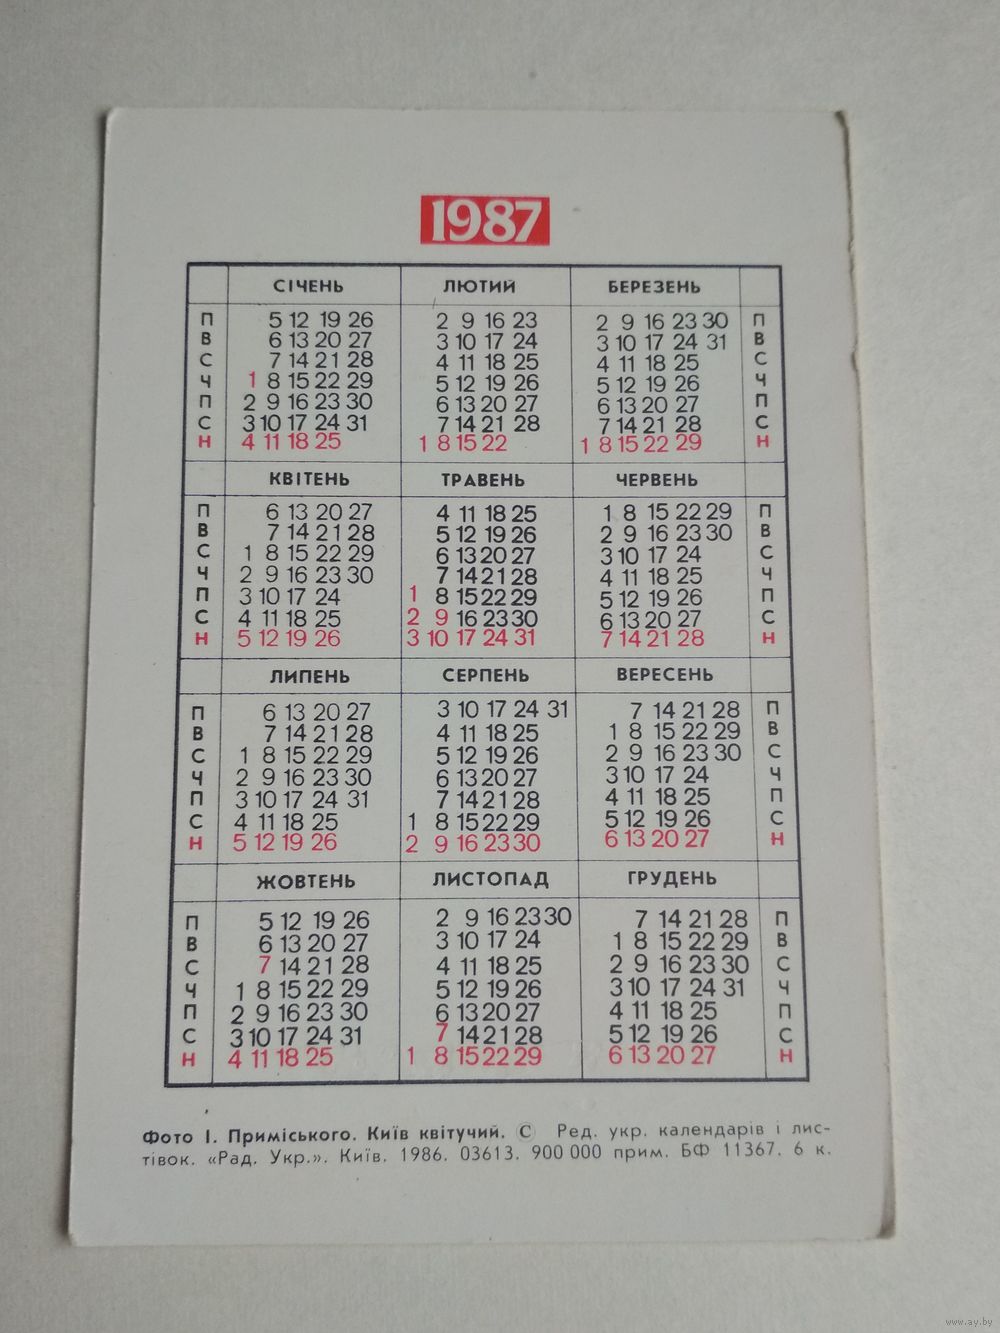 1987
СІЧЕНЬ ЛЮТИЙ БЕРЕЗЕНЬ
П 5 12 19 26 2 9 16 23 2 9 16 23 30 П
В 6 13 20 27 3 10 17 24 3 10 17 24 31 В
С 7 14 21 28 4 11 18 25 4 11 18 25 С
Ч 1 8 15 22 29 5 12 19 26 5 12 19 26 Ч
П 2 9 16 23 30 6 13 20 27 6 13 20 27 П
С 3 10 17 24 31 7 14 21 28 7 14 21 28 С
Н 4 11 18 25 1 8 15 22 1 8 15 22 29 Н
КВІТЕНЬ ТРАВЕНЬ ЧЕРВЕНЬ
П 6 13 20 27 4 11 18 25 1 8 15 22 29 П
В 7 14 21 28 5 12 19 26 2 9 16 23 30 В
С 1 8 15 22 29 6 13 20 27 3 10 17 24 С
Ч 2 9 16 23 30 7 14 21 28 4 11 18 25 Ч
П 3 10 17 24 1 8 15 22 29 5 12 19 26 П
С 4 11 18 25 2 9 16 23 30 6 13 20 27 С
Н 5 12 19 26 3 10 17 24 31 7 14 21 28 Н
ЛИПЕНЬ СЕРПЕНЬ ВЕРЕСЕНЬ
П 6 13 20 27 3 10 17 24 31 7 14 21 28 П
В 7 14 21 28 4 11 18 25 1 8 15 22 29 В
С 1 8 15 22 29 5 12 19 26 2 9 16 23 30 С
Ч 2 9 16 23 30 6 13 20 27 3 10 17 24 Ч
П 3 10 17 24 31 7 14 21 28 4 11 18 25 П
С 4 11 18 25 1 8 15 22 29 5 12 19 26 С
Н 5 12 19 26 2 9 16 23 30 6 13 20 27 Н
ЖОВТЕНЬ ЛИСТОПАД ГРУДЕНЬ
П 5 12 19 26 2 9 16 23 30 7 14 21 28 П
В 6 13 20 27 3 10 17 24 1 8 15 22 29 В
С 7 14 21 28 4 11 18 25 2 9 16 23 30 С
Ч 1 8 15 22 29 5 12 19 26 3 10 17 24 31 Ч
П 2 9 16 23 30 6 13 20 27 4 11 18 25 П
С 3 10 17 24 31 7 14 21 28 5 12 19 26 С
Н 4 11 18 25 1 8 15 22 29 6 13 20 27 Н
Фото І. Приміського. Київ квітучий. © Ред. укр. календарів і лис-
тівок. «Рад. Укр.». Київ. 1986. 03613. 900 000 прим. БФ 11367. 6 к.
www.ay.by